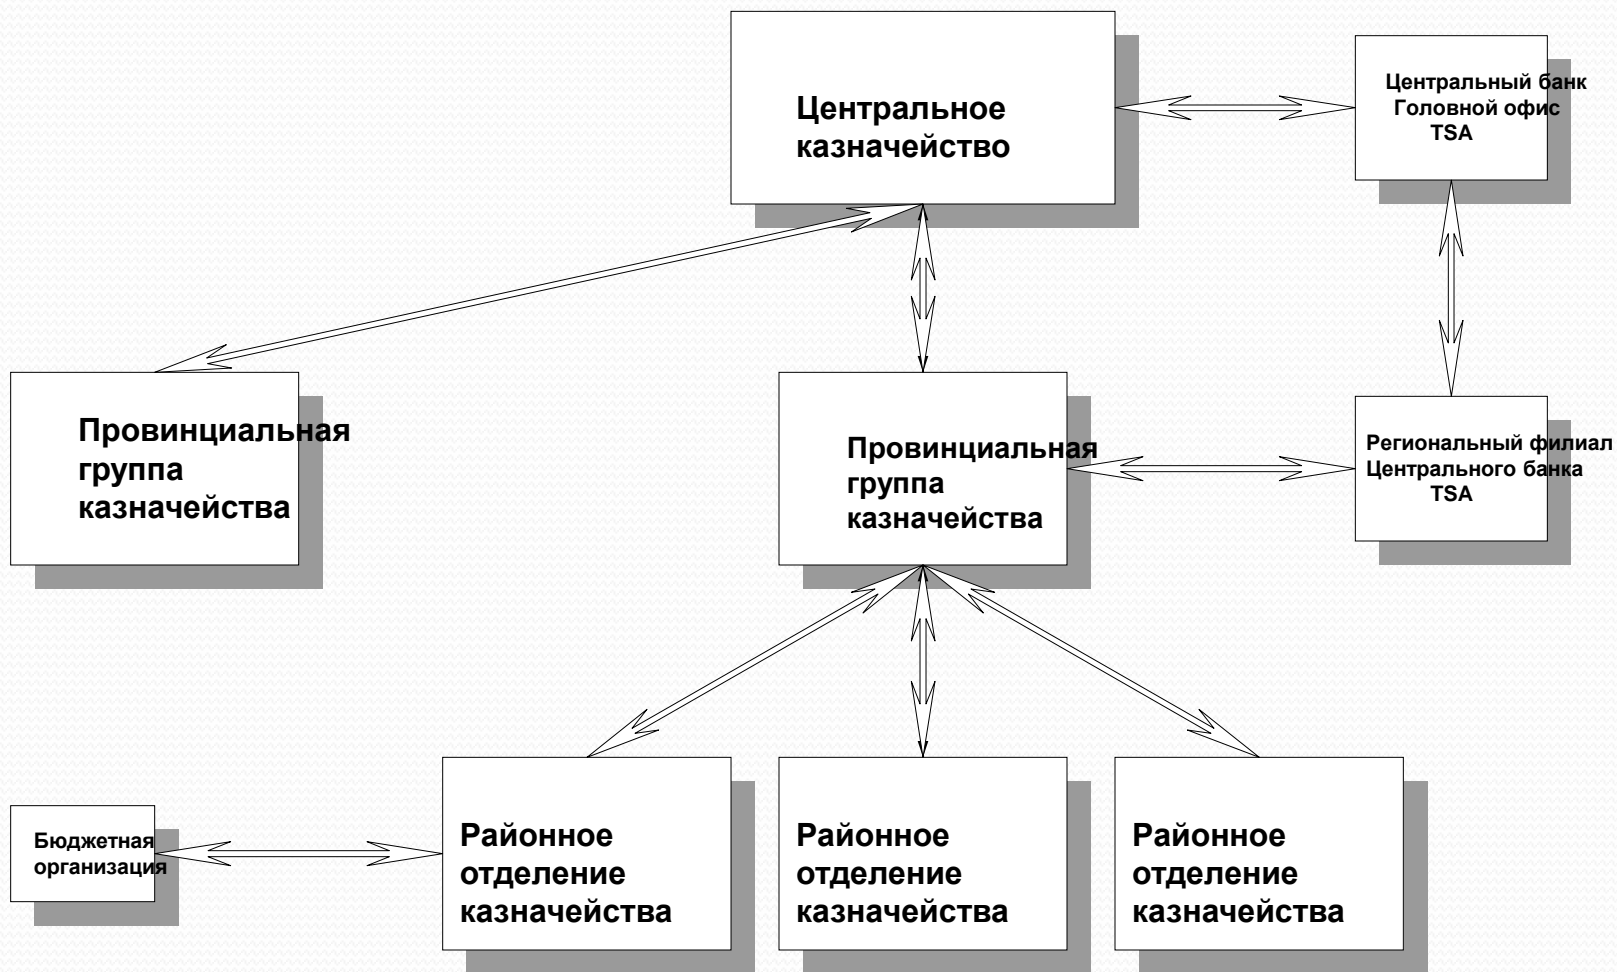 Центральное
казначейство
Центральный банк
Головной офис
TSA
Провинциальная
группа
казначейства
Провинциальная
группа
казначейства
Региональный филиал
Центрального банка
TSA
Бюджетная
организация
Районное
отделение
казначейства
Районное
отделение
казначейства
Районное
отделение
казначейства